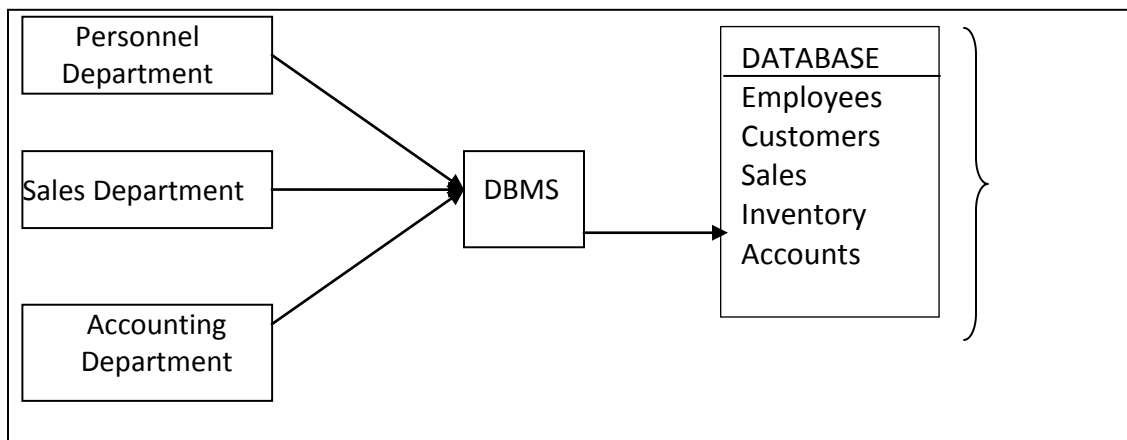 Personnel
Department
Sales Department
Accounting
Department
DBMS
DATABASE
Employees
Customers
Sales
Inventory
Accounts